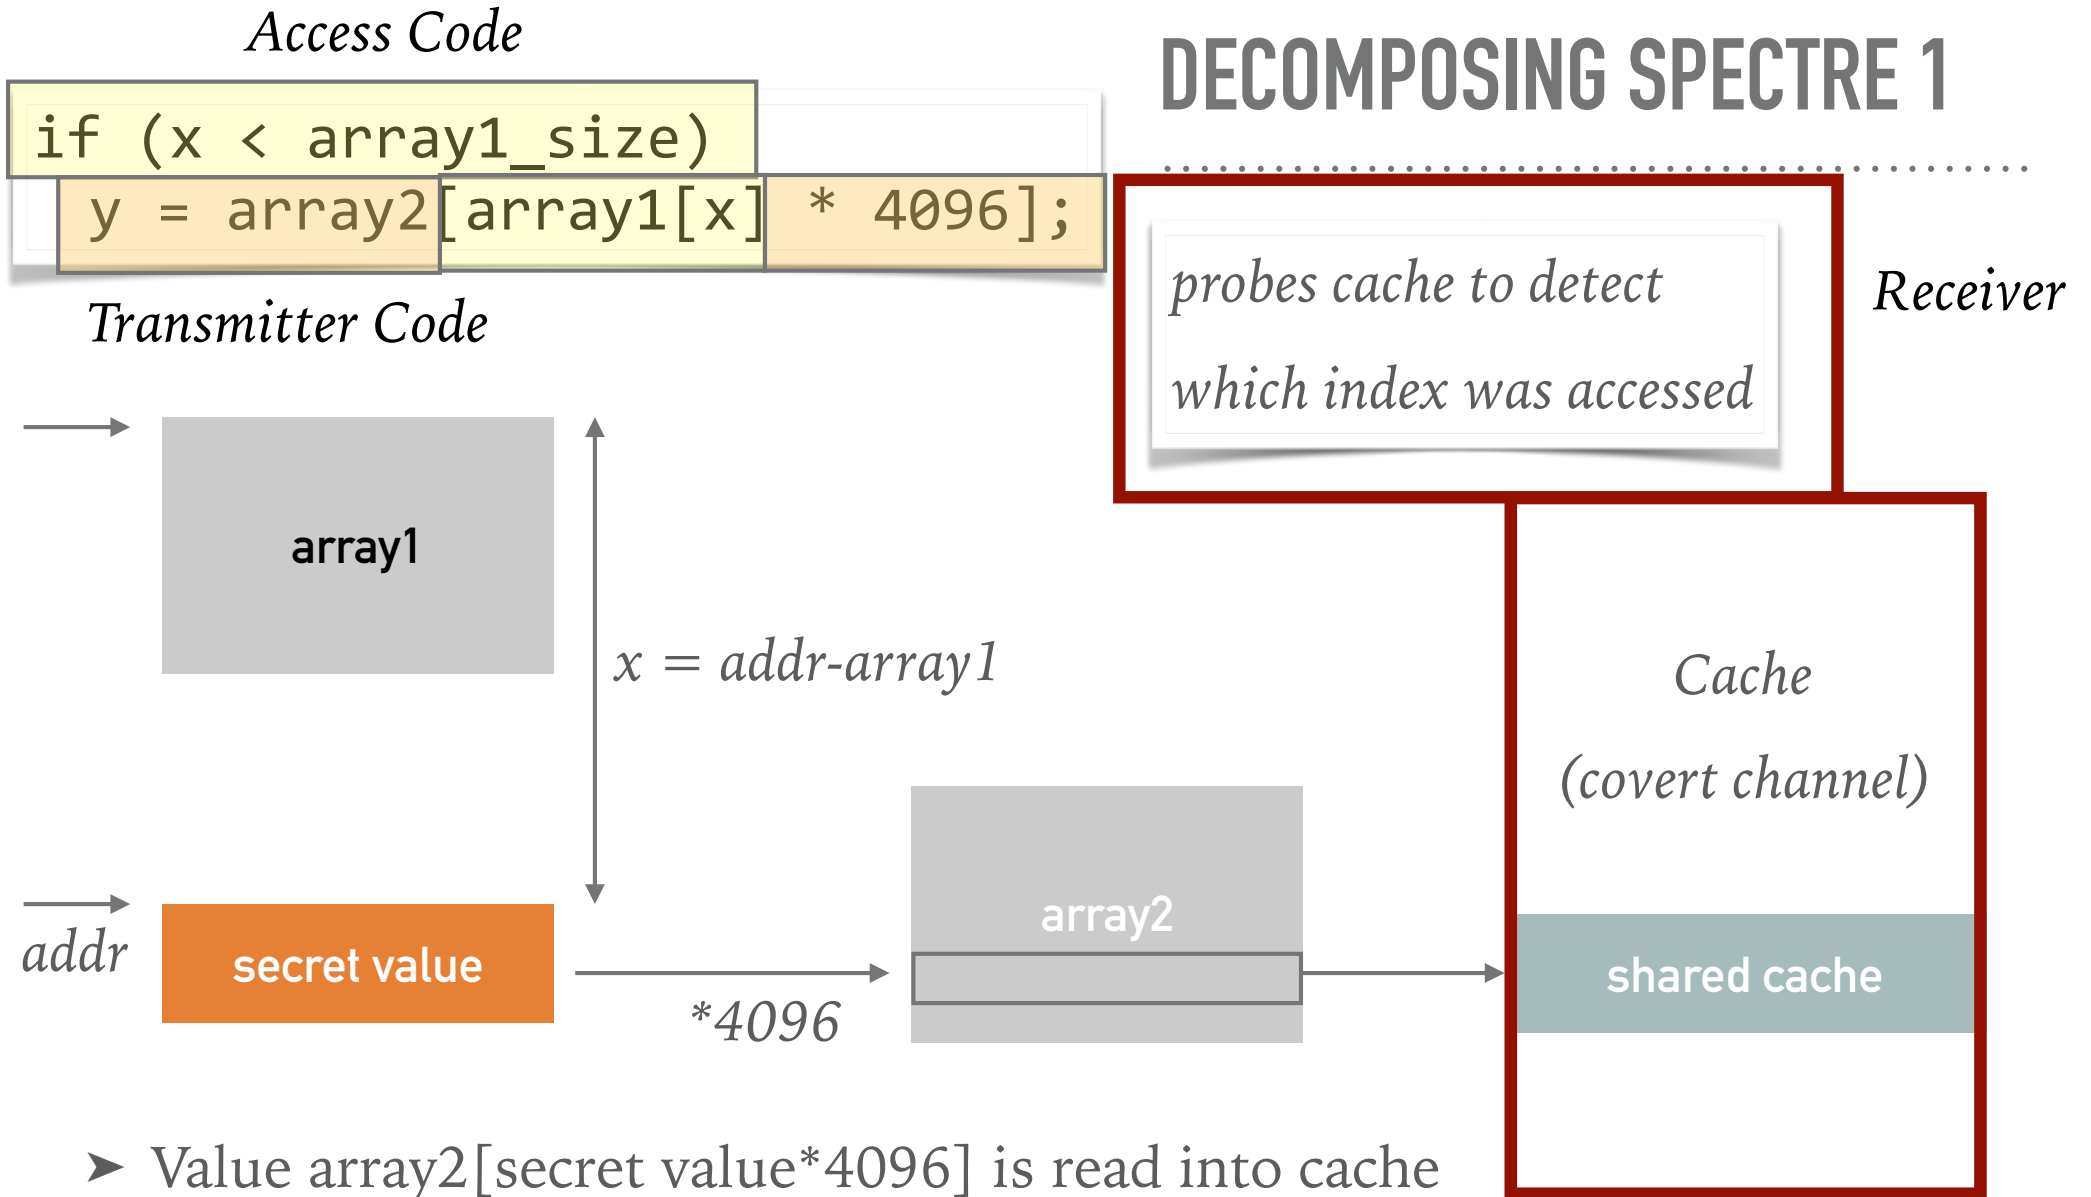 Access Code
DECOMPOSING SPECTRE 1
if (x < array1_size)
y = array2[array1[x] * 4096];
Transmitter Code
probes cache to detect
which index was accessed
Receiver
array1
x = addr-array1
Cache
(covert channel)
addr
secret value
*4096
array2
shared cache
➤ Value array2[secret value*4096] is read into cache